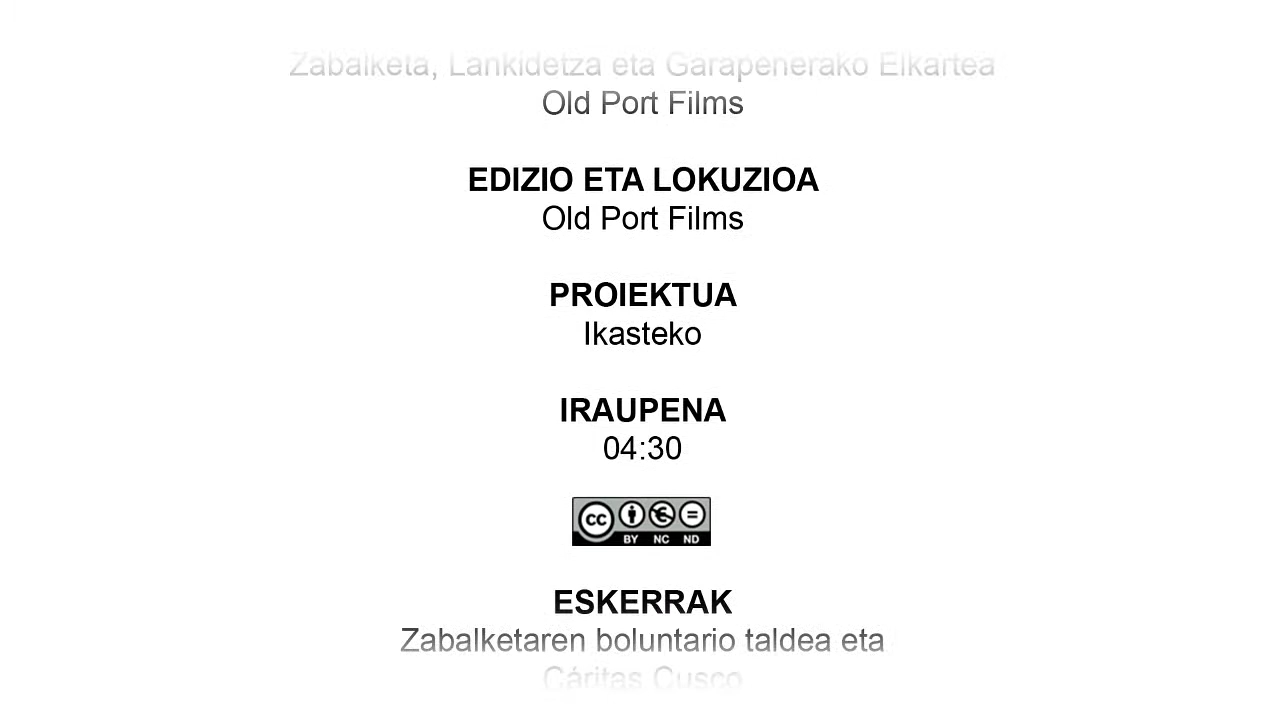 Zabalketa, Lankidetza eta Garapenerako Elkartea
Old Port Films
EDIZIO ETA LOKUZIOA
Old Port Films
PROIEKTUA
Ikasteko
IRAUPENA
04:30
CC BY NC ND
ESKERRAK
Zabalketaren boluntario taldea eta
Cáritas Cusco